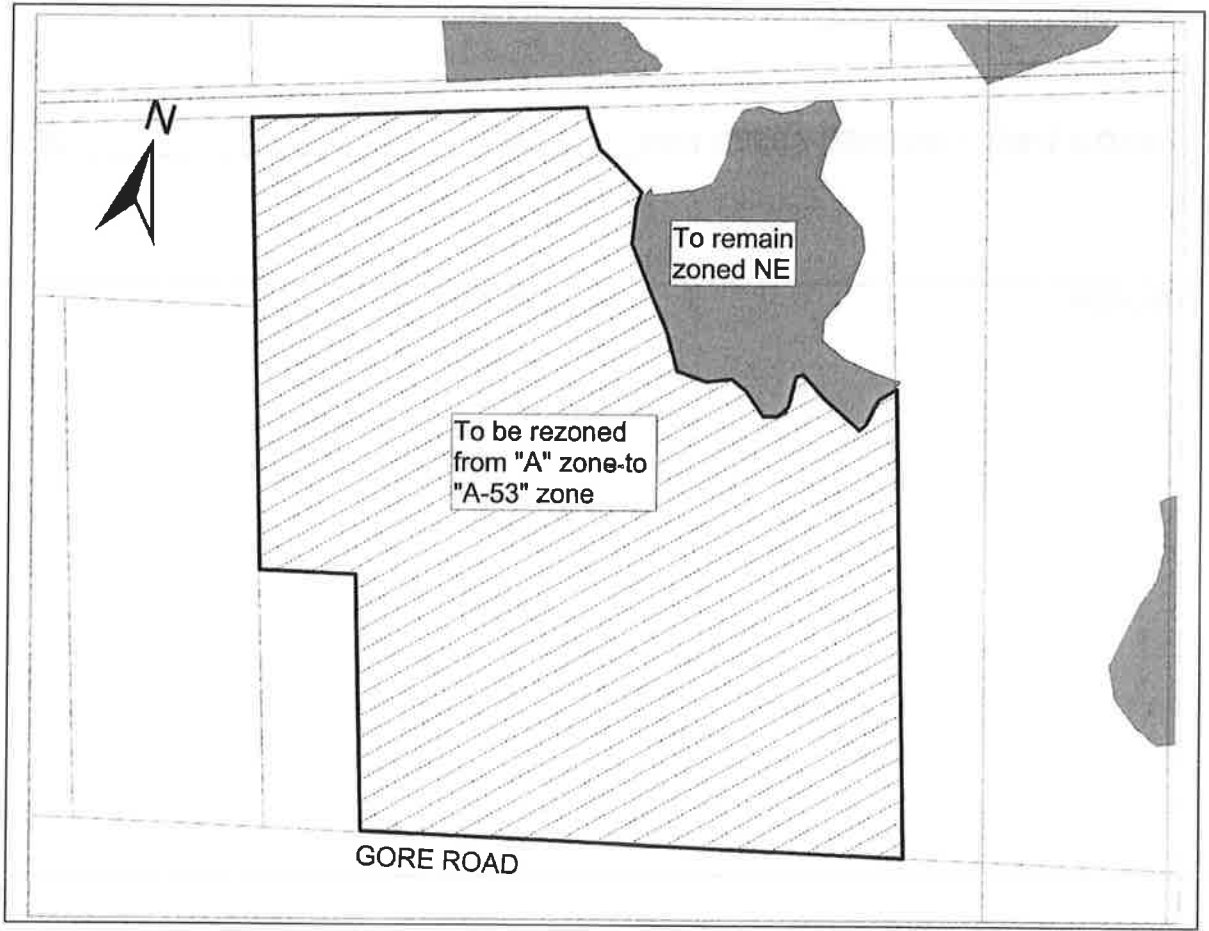 N
To remain
zoned NE
To be rezoned
from "A" zone-to
"A-53" zone
GORE ROAD